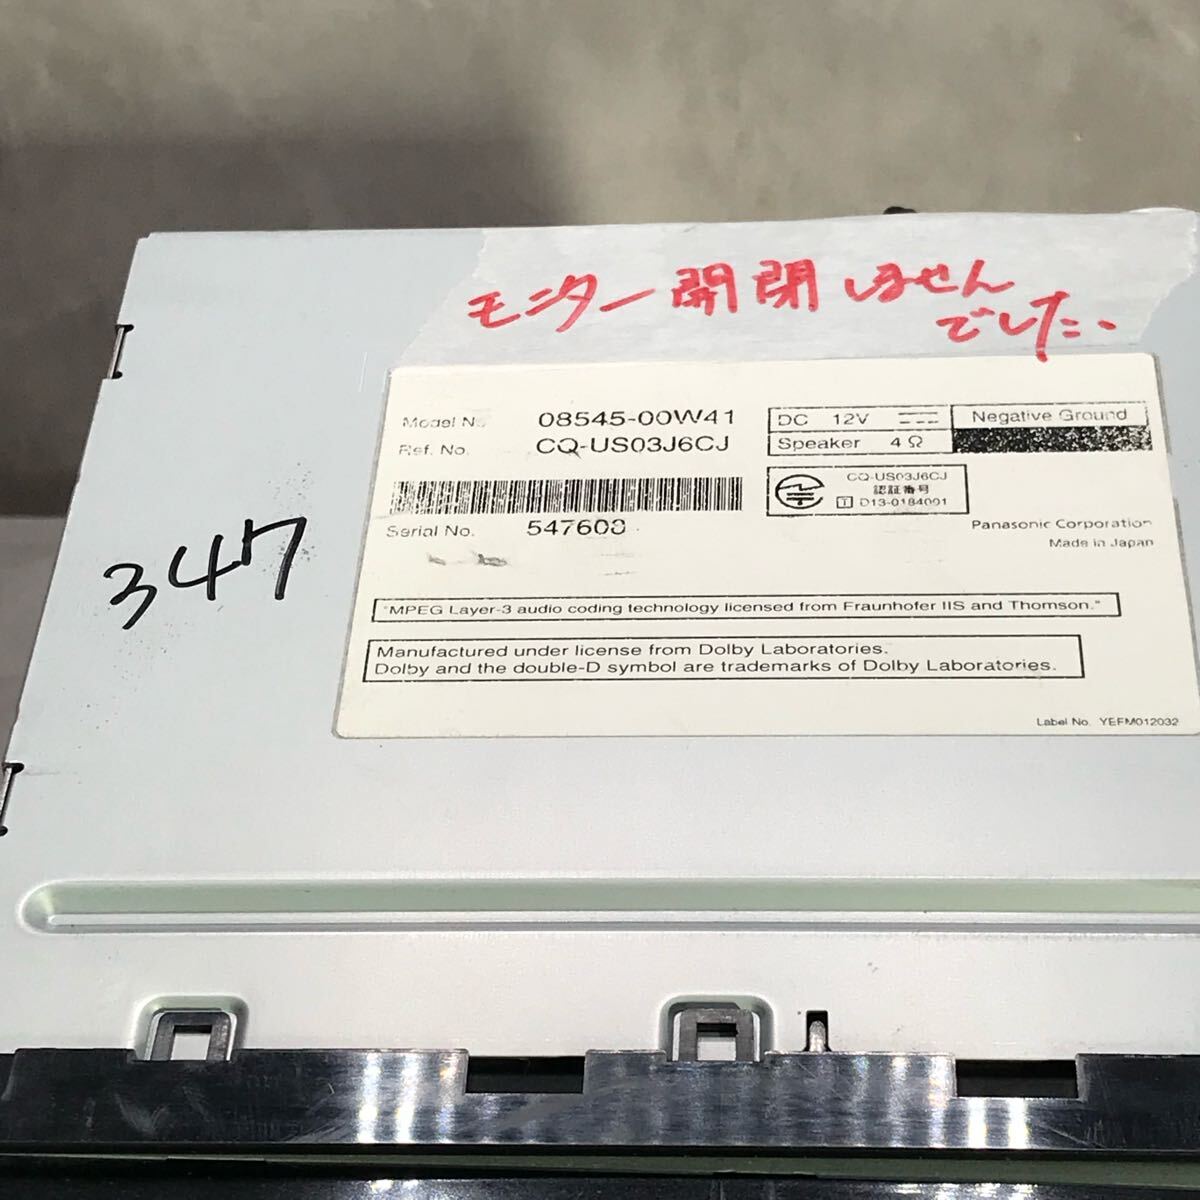 モニター開閉しません
でした.
Model No.
08545-00W41
Ref. No.
CQ-US03J6CJ
Serial No.
547608
DC 12V
Negative Ground
Speaker 4Ω
CQ-US03J6CJ
認証番号
T D13-0184001
Panasonic Corporation
Made in Japan
347
"MPEG Layer-3 audio coding technology licensed from Fraunhofer IIS and Thomson."
Manufactured under license from Dolby Laboratories.
Dolby and the double-D symbol are trademarks of Dolby Laboratories.
Label No. YEFM012032